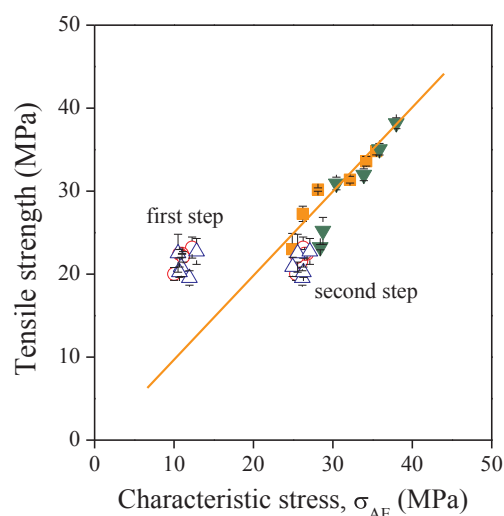 50
40
30
20
10
0
first step
second step
0 10 20 30 40 50
Tensile strength (MPa)
Characteristic stress, σAE (MPa)